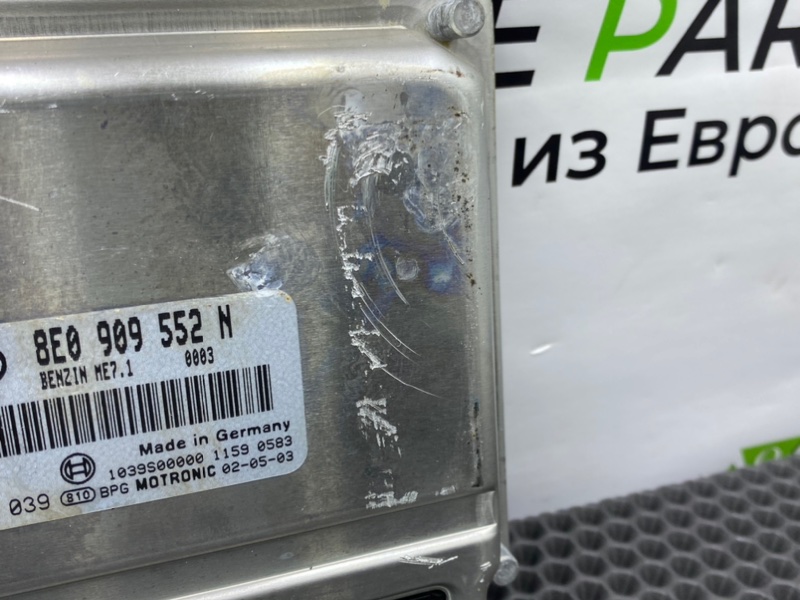 E PAR
из Евро
8E0 909 552 N
BENZIN ME7.1 0003
Made in Germany
1039S00000 1159 0583
039 810 BPG MOTRONIC 02-05-03